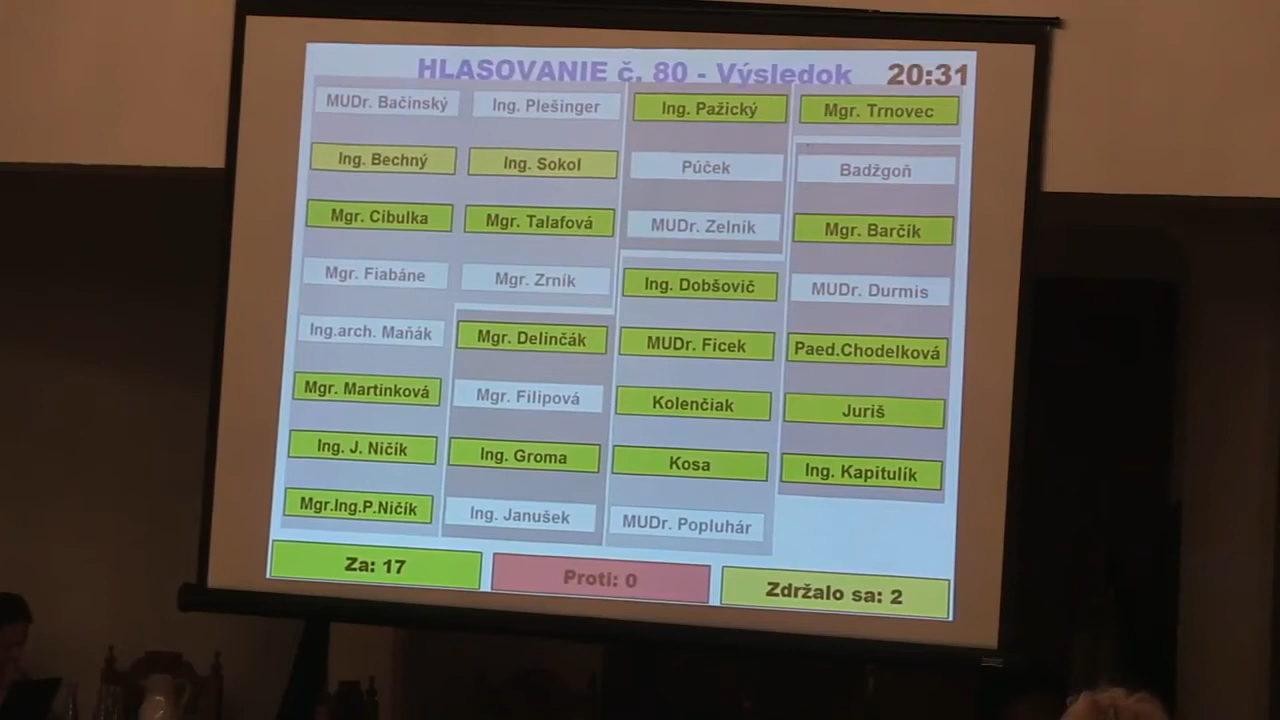 HLASOVANIE č. 80 - Výsledok 20:31
MUDr. Bačinský Ing. Plešinger Ing. Pažický Mgr. Trnovec
Ing. Bechný Ing. Sokol Púček Badžgoň
Mgr. Cibulka Mgr. Talafová MUDr. Zelník Mgr. Barčík
Mgr. Fiabáne Mgr. Zrník Ing. Dobšovič MUDr. Durmis
Ing.arch. Maňák Mgr. Delinčák MUDr. Ficek Paed.Chodelková
Mgr. Martinková Mgr. Filipová Kolenčiak Juriš
Ing. J. Ničík Ing. Groma Kosa Ing. Kapitulík
Mgr.Ing.P.Ničík Ing. Janušek MUDr. Popluhár
Za: 17 Proti: 0 Zdržalo sa: 2